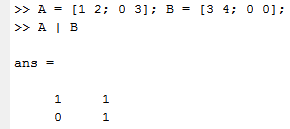 >> A = [1 2; 0 3]; B = [3 4; 0 0];
>> A | B
ans =
1 1
0 1